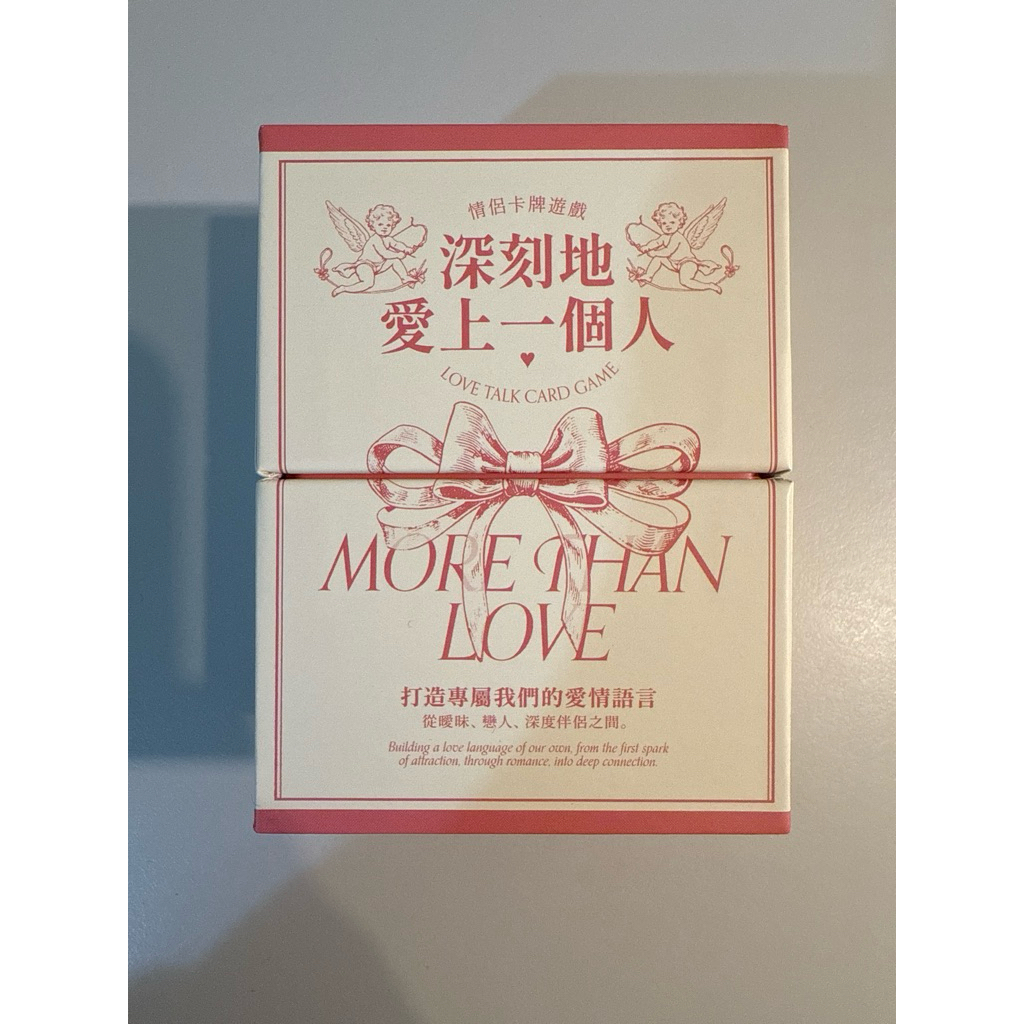 情侶卡牌遊戲
深刻地
愛上一個人
LOVE TALK CARD GAME
MORE THAN
LOVE
打造專屬我們的愛情語言
從曖昧、戀人、深度伴侶之間。
Building a love language of our own, from the first spark
of attraction, through romance, into deep connection.